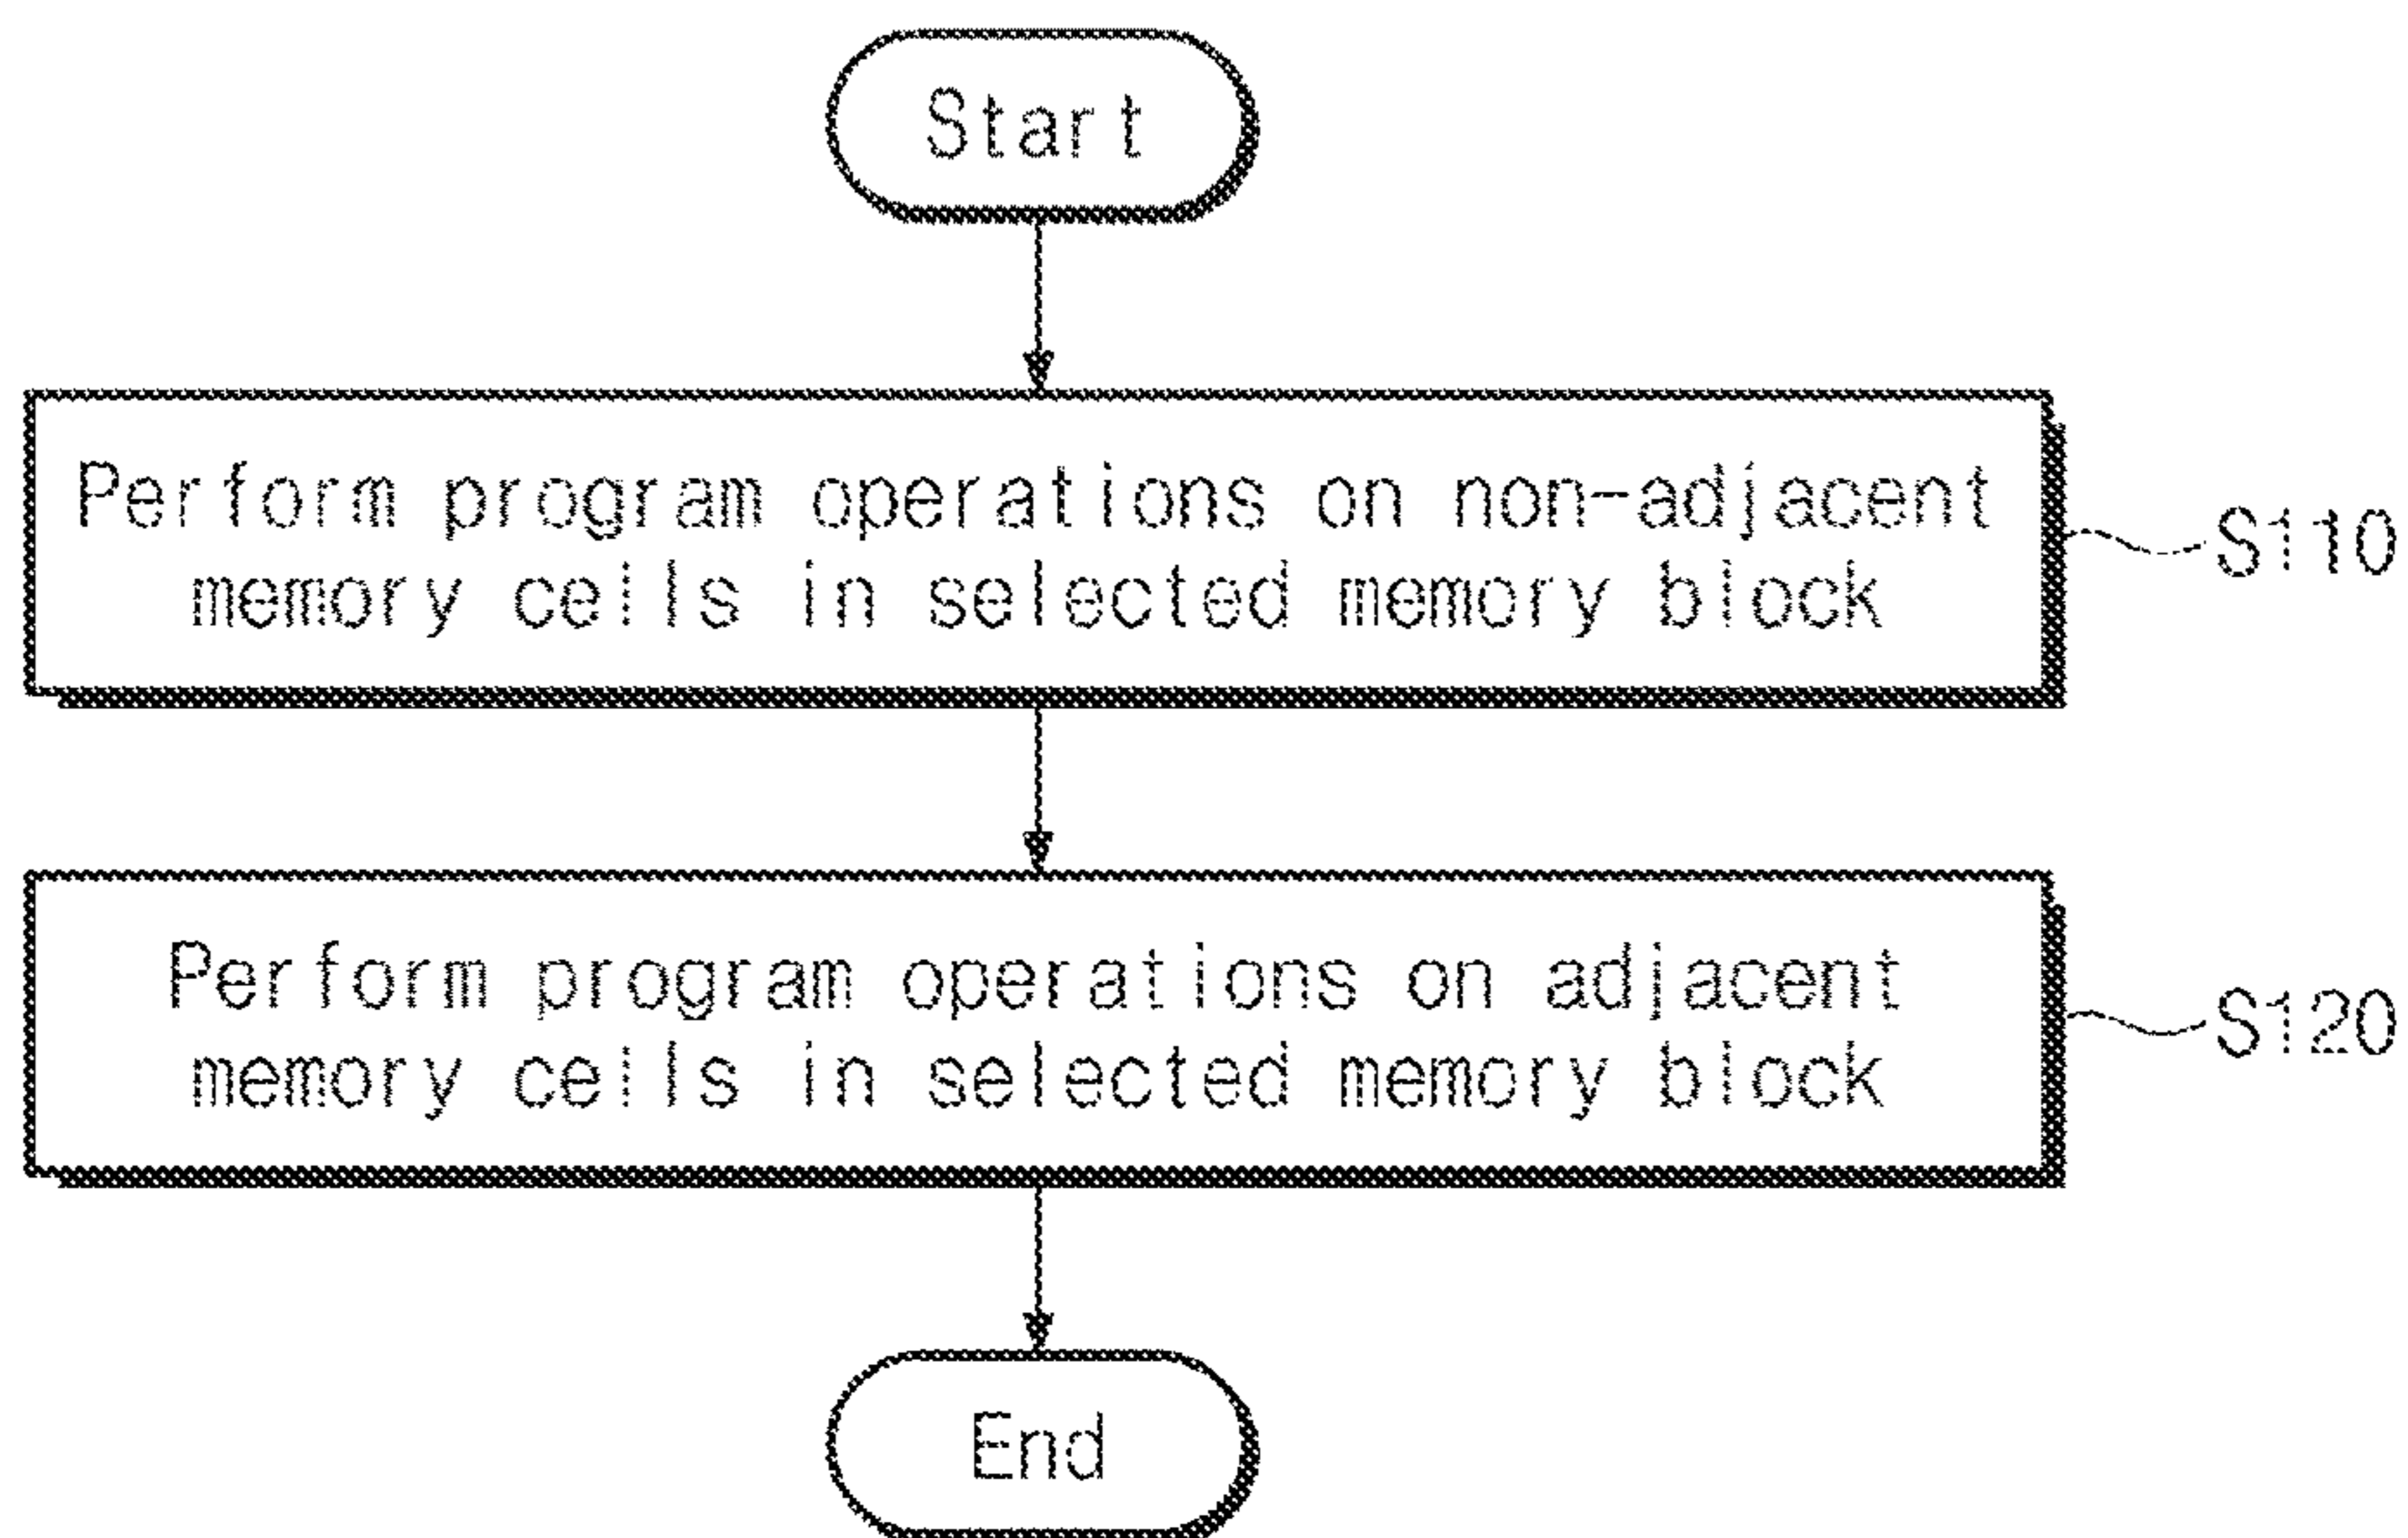 Start
Perform program operations on non-adjacent
memory cells in selected memory block
S110
Perform program operations on adjacent
memory cells in selected memory block
S120
End